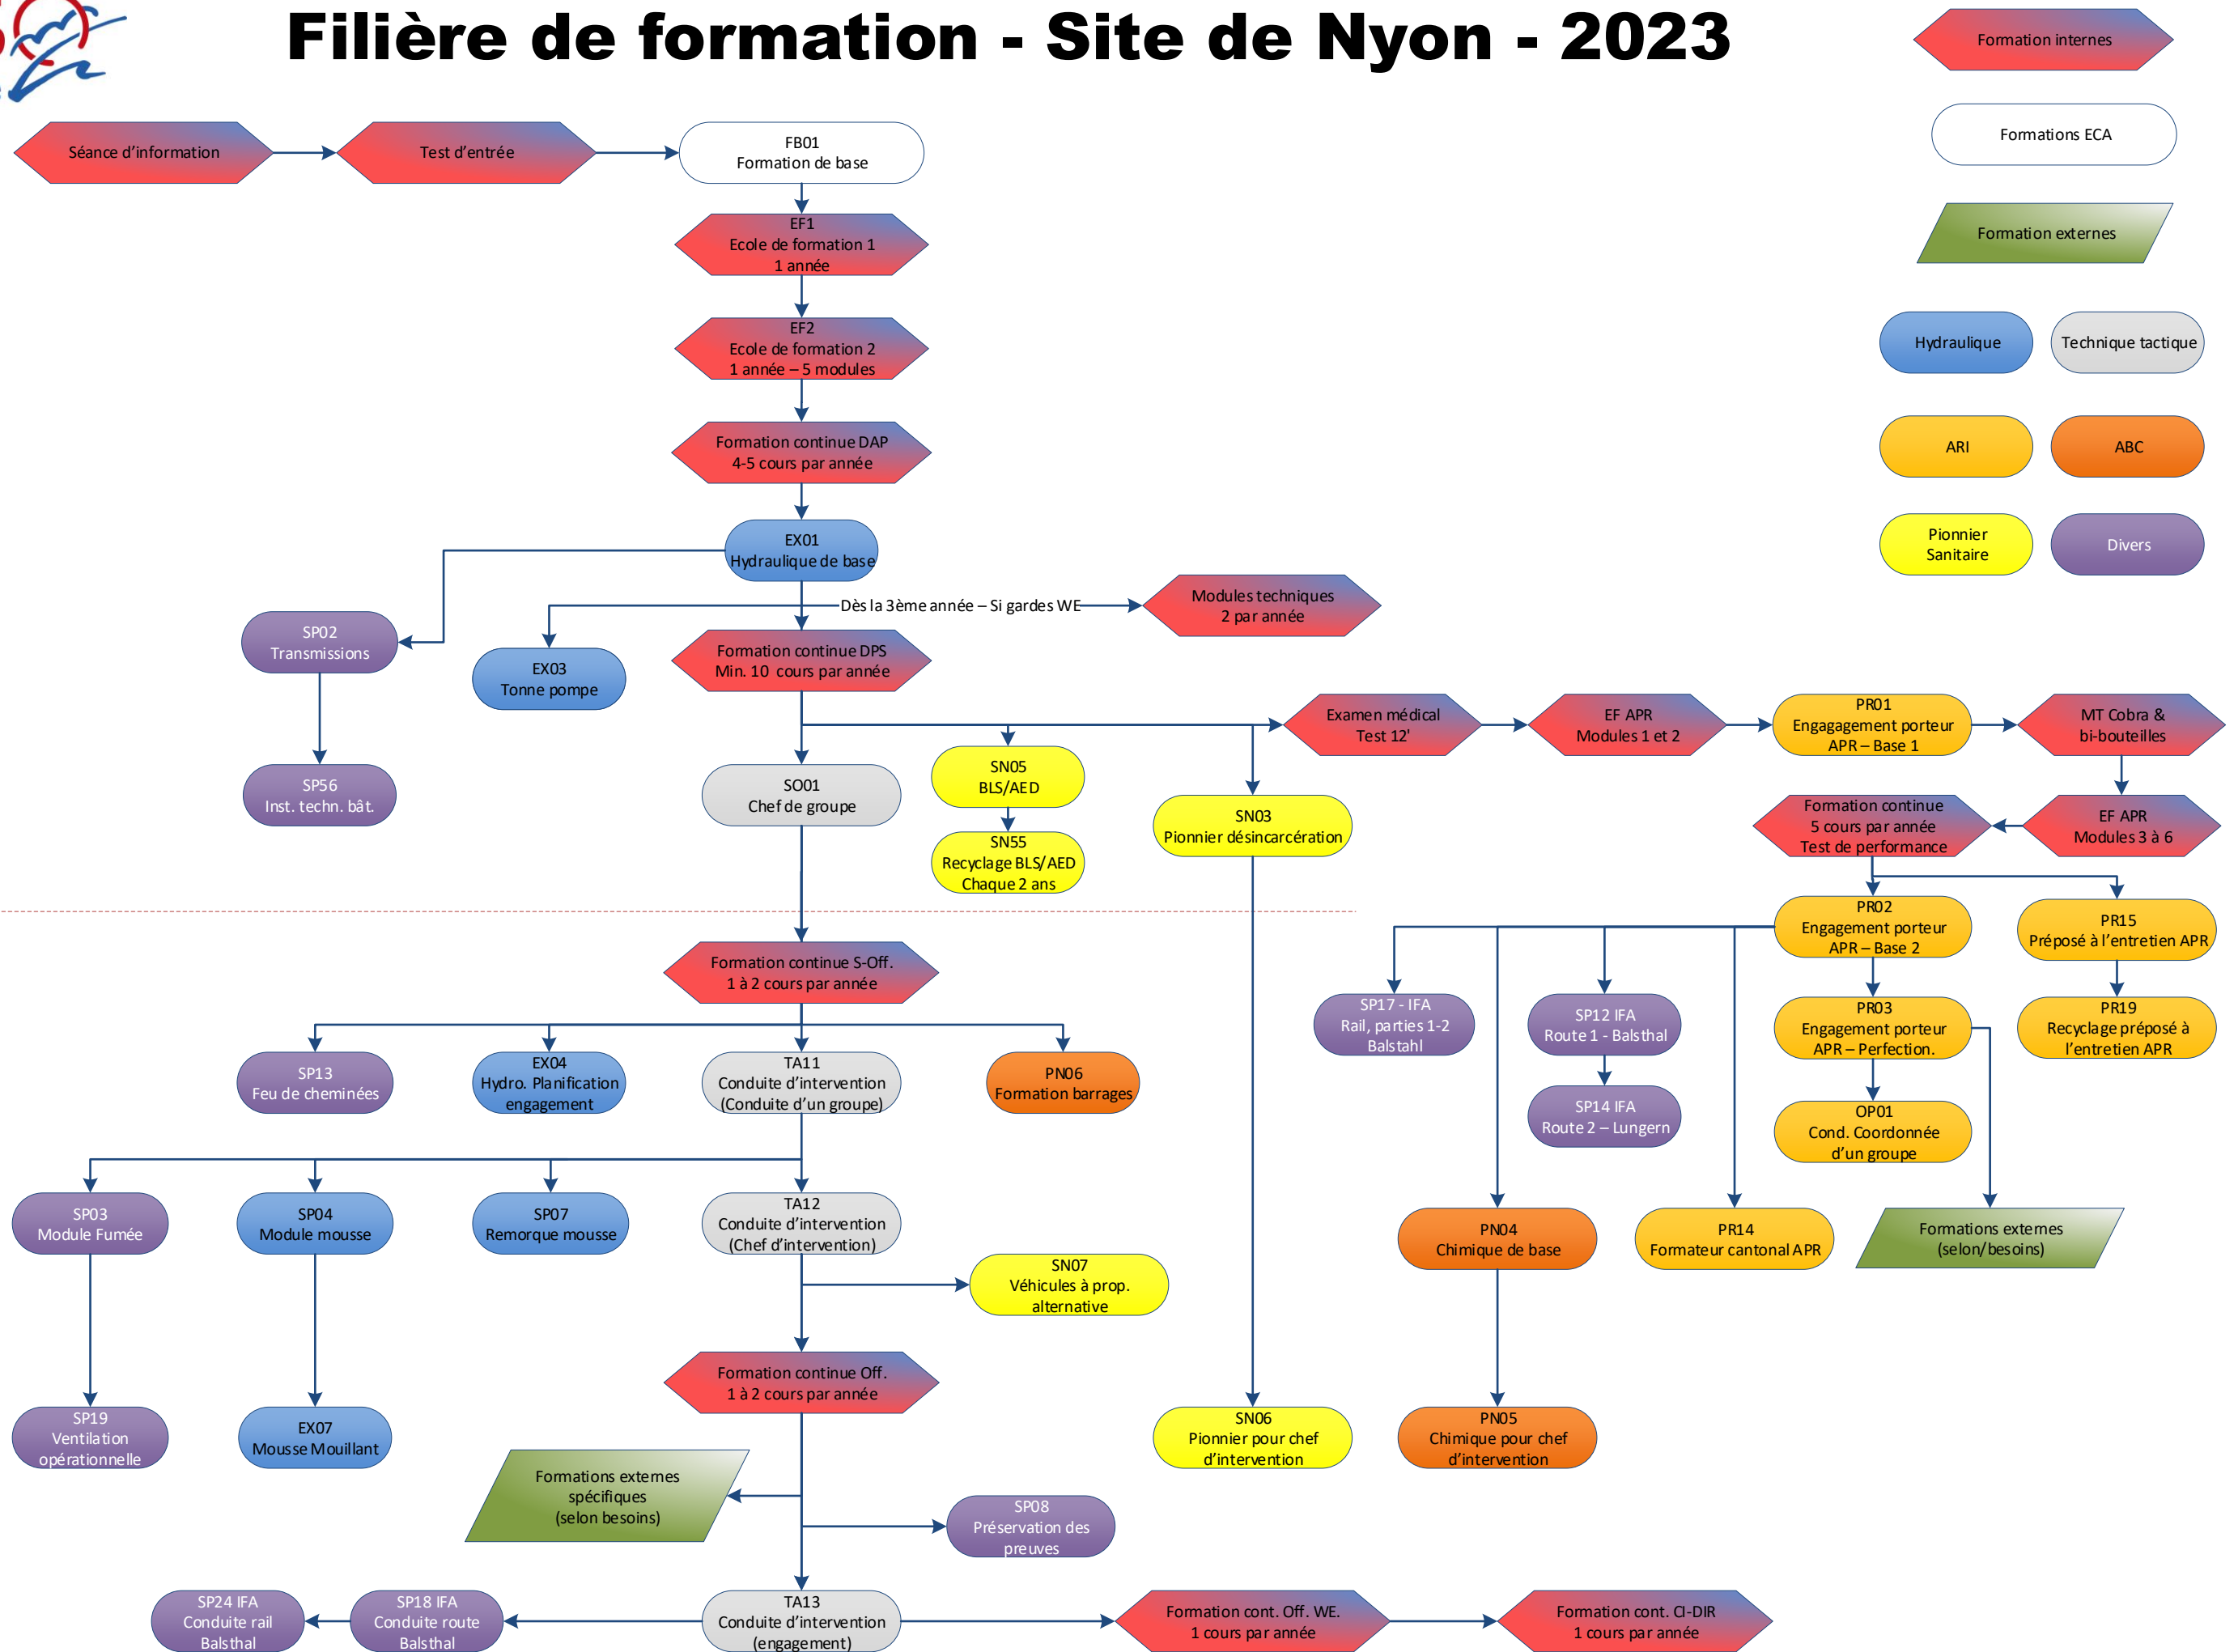 Filière de formation - Site de Nyon - 2023
Formation internes
Formations ECA
Formation externes
Hydraulique
Technique tactique
ARI
ABC
Pionnier
Sanitaire
Divers
Séance d’information
Test d’entrée
FB01
Formation de base
EF1
Ecole de formation 1
1 année
EF2
Ecole de formation 2
1 année – 5 modules
Formation continue DAP
4-5 cours par année
EX01
Hydraulique de base
Dès la 3ème année – Si gardes WE
Modules techniques
2 par année
SP02
Transmissions
EX03
Tonne pompe
Formation continue DPS
Min. 10 cours par année
SP56
Inst. techn. bât.
SO01
Chef de groupe
SN05
BLS/AED
SN55
Recyclage BLS/AED
Chaque 2 ans
SN03
Pionnier désincarcération
Examen médical
Test 12'
EF APR
Modules 1 et 2
PR01
Engagagement porteur
APR – Base 1
MT Cobra &
bi-bouteilles
Formation continue
5 cours par année
Test de performance
EF APR
Modules 3 à 6
PR02
Engagement porteur
APR – Base 2
PR15
Préposé à l’entretien APR
SP17 - IFA
Rail, parties 1-2
Balstahl
SP12 IFA
Route 1 - Balsthal
PR03
Engagement porteur
APR – Perfection.
PR19
Recyclage préposé à
l’entretien APR
SP14 IFA
Route 2 – Lungern
OP01
Cond. Coordonnée
d’un groupe
PN04
Chimique de base
PR14
Formateur cantonal APR
Formations externes
(selon/besoins)
Formation continue S-Off.
1 à 2 cours par année
SP13
Feu de cheminées
EX04
Hydro. Planification
engagement
TA11
Conduite d’intervention
(Conduite d’un groupe)
PN06
Formation barrages
SP03
Module Fumée
SP04
Module mousse
SP07
Remorque mousse
TA12
Conduite d’intervention
(Chef d’intervention)
SN07
Véhicules à prop.
alternative
Formation continue Off.
1 à 2 cours par année
SP19
Ventilation
opérationnelle
EX07
Mousse Mouillant
SN06
Pionnier pour chef
d’intervention
PN05
Chimique pour chef
d’intervention
Formations externes
spécifiques
(selon besoins)
SP08
Préservation des
preuves
SP24 IFA
Conduite rail
Balsthal
SP18 IFA
Conduite route
Balsthal
TA13
Conduite d’intervention
(engagement)
Formation cont. Off. WE.
1 cours par année
Formation cont. CI-DIR
1 cours par année